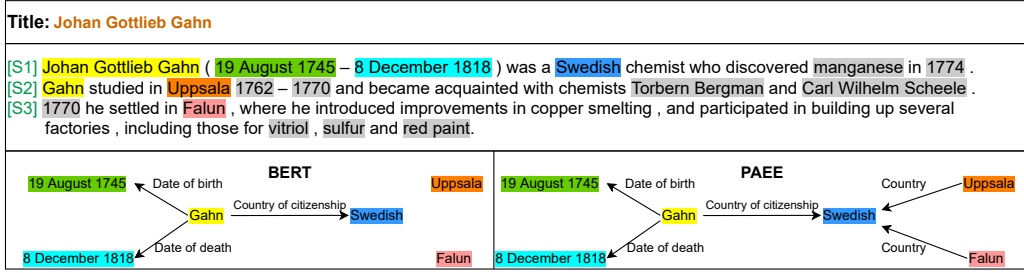 Title: Johan Gottlieb Gahn
[S1] Johan Gottlieb Gahn ( 19 August 1745 – 8 December 1818 ) was a Swedish chemist who discovered manganese in 1774 .
[S2] Gahn studied in Uppsala 1762 – 1770 and became acquainted with chemists Torbern Bergman and Carl Wilhelm Scheele .
[S3] 1770 he settled in Falun , where he introduced improvements in copper smelting , and participated in building up several
factories , including those for vitriol , sulfur and red paint.
BERT
19 August 1745
Date of birth
Uppsala
Gahn
Country of citizenship
Swedish
Date of death
8 December 1818
Falun
PAEE
19 August 1745
Date of birth
Country
Uppsala
Gahn
Country of citizenship
Swedish
Date of death
Country
8 December 1818
Falun